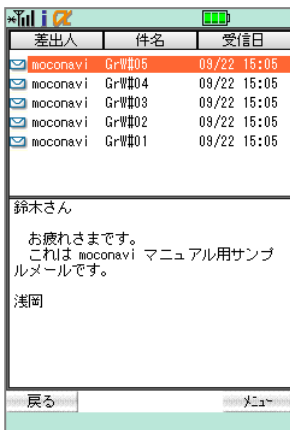 i α
差出人 件名 受信日
moconavi GrW#05 09/22 15:05
moconavi GrW#04 09/22 15:05
moconavi GrW#03 09/22 15:05
moconavi GrW#02 09/22 15:05
moconavi GrW#01 09/22 15:05
鈴木さん
お疲れさまです。
これは moconavi マニュアル用サンプ
ルメールです。
浅岡
戻る ﾒﾆｭｰ